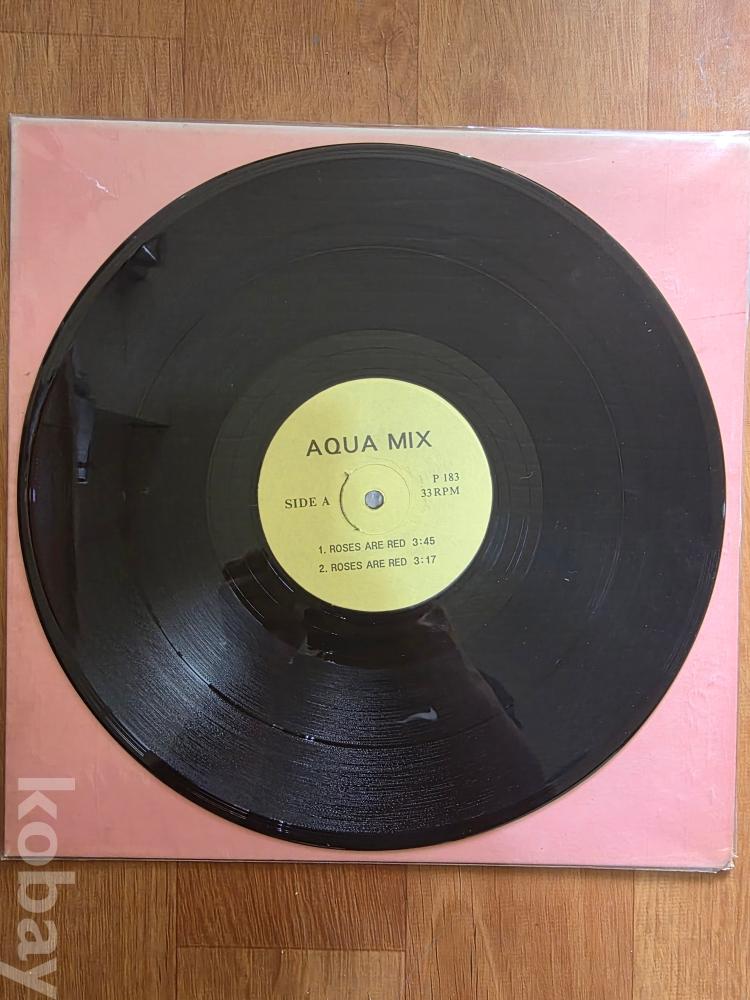 AQUA MIX
SIDE A
P 183
33 RPM
1. ROSES ARE RED 3:45
2. ROSES ARE RED 3:17
kobay